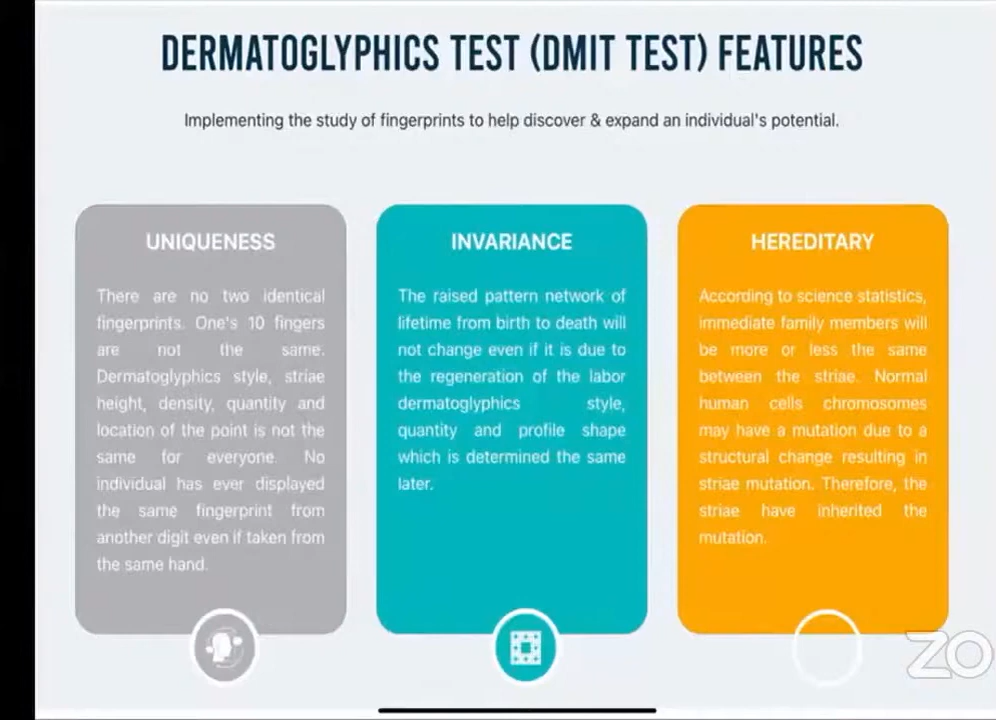 DERMATOGLYPHICS TEST (DMIT TEST) FEATURES
Implementing the study of fingerprints to help discover & expand an individual's potential.
UNIQUENESS
There are no two identical
fingerprints. One's 10 fingers
are not the same.
Dermatoglyphics style, striae
height, density, quantity and
location of the point is not the
same for everyone. No
individual has ever displayed
the same fingerprint from
another digit even if taken from
the same hand.
INVARIANCE
The raised pattern network of
lifetime from birth to death will
not change even if it is due to
the regeneration of the labor
dermatoglyphics style,
quantity and profile shape
which is determined the same
later.
HEREDITARY
According to science statistics,
immediate family members will
be more or less the same
between the striae. Normal
human cells chromosomes
may have a mutation due to a
structural change resulting in
striae mutation. Therefore, the
striae have inherited the
mutation.
ZO